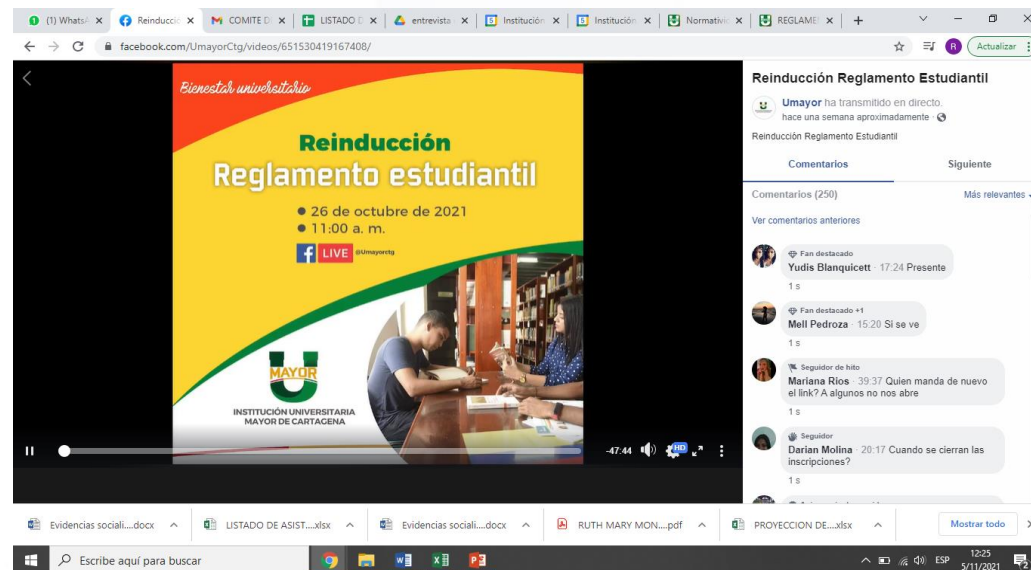 (1) WhatsA
Reinducció
COMITE D
LISTADO D
entrevista
Institución
Institución
Normativi
REGLAME
facebook.com/UmayorCtg/videos/651530419167408/
R
Actualizar
Bienestar universitario
Reinducción
Reglamento estudiantil
26 de octubre de 2021
11:00 a. m.
LIVE @Umayorctg
U
MAYOR
INSTITUCIÓN UNIVERSITARIA
MAYOR DE CARTAGENA
-47:44
HD
Reinducción Reglamento Estudiantil
Umayor ha transmitido en directo.
hace una semana aproximadamente ·
Reinducción Reglamento Estudiantil
Comentarios
Siguiente
Comentarios (250)
Más relevantes
Ver comentarios anteriores
Fan destacado
Yudis Blanquicett · 17:24 Presente
1 s
Fan destacado +1
Mell Pedroza · 15:20 Si se ve
1 s
Seguidor de hito
Mariana Rios · 39:37 Quien manda de nuevo
el link? A algunos no nos abre
1 s
Seguidor
Darian Molina · 20:17 Cuando se cierran las
inscripciones?
1 s
Evidencias sociali....docx
LISTADO DE ASIST....xlsx
Evidencias sociali....docx
RUTH MARY MON....pdf
PROYECCION DE....xlsx
Mostrar todo
Escribe aquí para buscar
ESP
12:25
5/11/2021